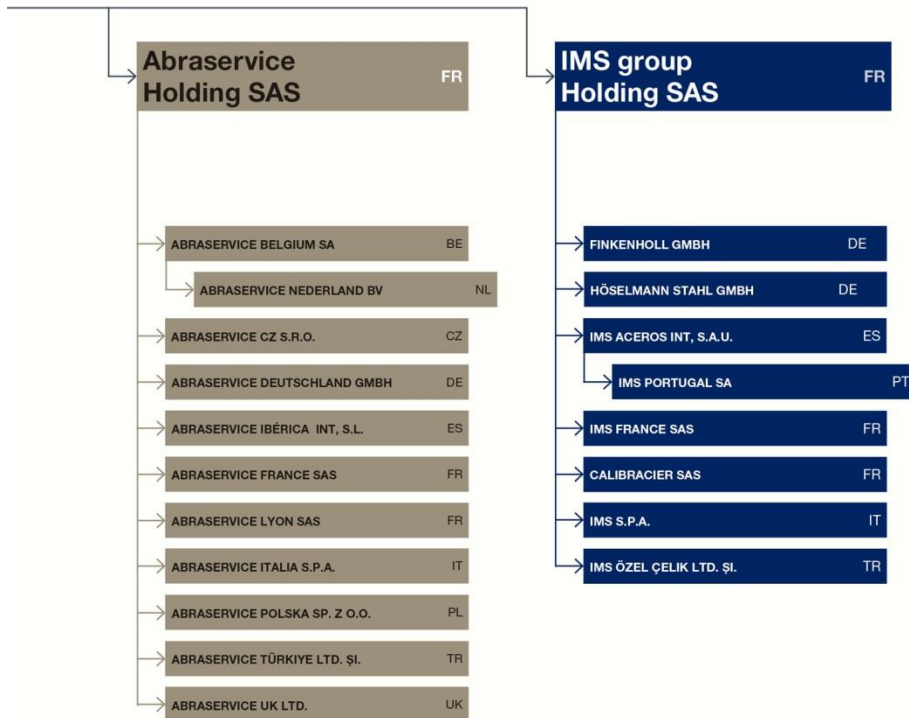 Abraservice
Holding SAS FR
ABRASERVICE BELGIUM SA BE
ABRASERVICE NEDERLAND BV NL
ABRASERVICE CZ S.R.O. CZ
ABRASERVICE DEUTSCHLAND GMBH DE
ABRASERVICE IBÉRICA INT, S.L. ES
ABRASERVICE FRANCE SAS FR
ABRASERVICE LYON SAS FR
ABRASERVICE ITALIA S.P.A. IT
ABRASERVICE POLSKA SP. Z O.O. PL
ABRASERVICE TÜRKIYE LTD. ŞI. TR
ABRASERVICE UK LTD. UK
IMS group
Holding SAS FR
FINKENHOLL GMBH DE
HÖSELMANN STAHL GMBH DE
IMS ACEROS INT, S.A.U. ES
IMS PORTUGAL SA PT
IMS FRANCE SAS FR
CALIBRACIER SAS FR
IMS S.P.A. IT
IMS ÖZEL ÇELIK LTD. ŞI. TR